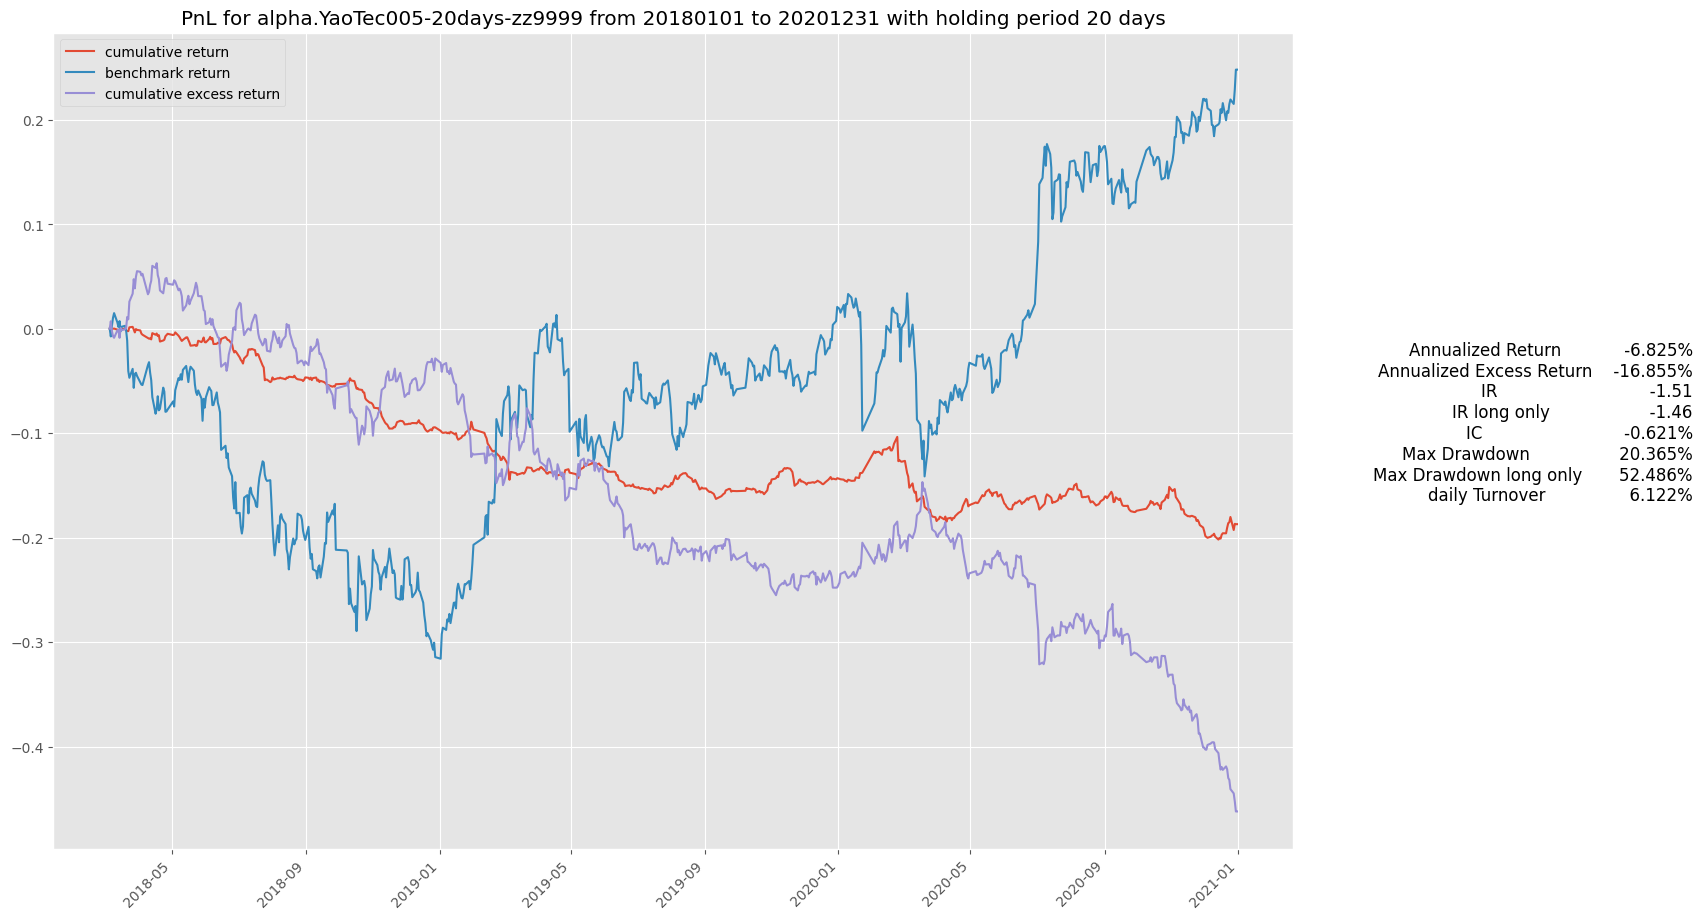 PnL for alpha.YaoTec005-20days-zz9999 from 20180101 to 20201231 with holding period 20 days
cumulative return
benchmark return
cumulative excess return
0.2
0.1
0.0
−0.1
−0.2
−0.3
−0.4
2018-05
2018-09
2019-01
2019-05
2019-09
2020-01
2020-05
2020-09
2021-01
Annualized Return -6.825%
Annualized Excess Return -16.855%
IR -1.51
IR long only -1.46
IC -0.621%
Max Drawdown 20.365%
Max Drawdown long only 52.486%
daily Turnover 6.122%